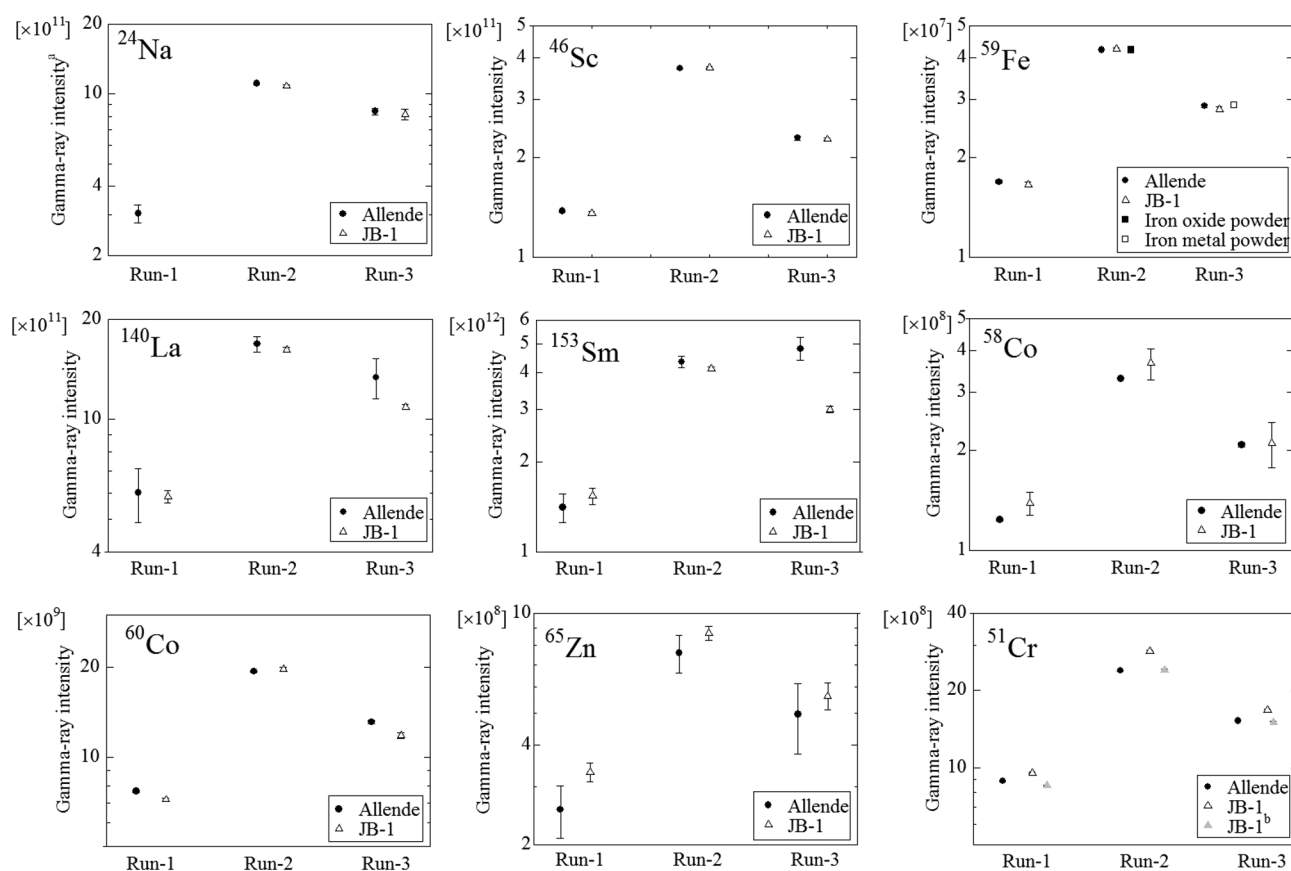 [×10¹¹]
20
²⁴Na
10
4
3
2
Gamma-ray intensityᵃ
Allende
JB-1
Run-1
Run-2
Run-3
[×10¹¹]
5
⁴⁶Sc
4
3
2
1
Gamma-ray intensity
Allende
JB-1
Run-1
Run-2
Run-3
[×10⁷]
5
⁵⁹Fe
4
3
2
1
Gamma-ray intensity
Allende
JB-1
Iron oxide powder
Iron metal powder
Run-1
Run-2
Run-3
[×10¹¹]
20
¹⁴⁰La
10
4
Gamma-ray intensity
Allende
JB-1
Run-1
Run-2
Run-3
[×10¹²]
6
5
¹⁵³Sm
4
3
2
1
Gamma-ray intensity
Allende
JB-1
Run-1
Run-2
Run-3
[×10⁸]
5
⁵⁸Co
4
3
2
1
Gamma-ray intensity
Allende
JB-1
Run-1
Run-2
Run-3
[×10⁹]
⁶⁰Co
20
10
Gamma-ray intensity
Allende
JB-1
Run-1
Run-2
Run-3
[×10⁸]
10
⁶⁵Zn
4
2
Gamma-ray intensity
Allende
JB-1
Run-1
Run-2
Run-3
[×10⁸]
40
⁵¹Cr
20
10
Gamma-ray intensity
Allende
JB-1
JB-1ᵇ
Run-1
Run-2
Run-3